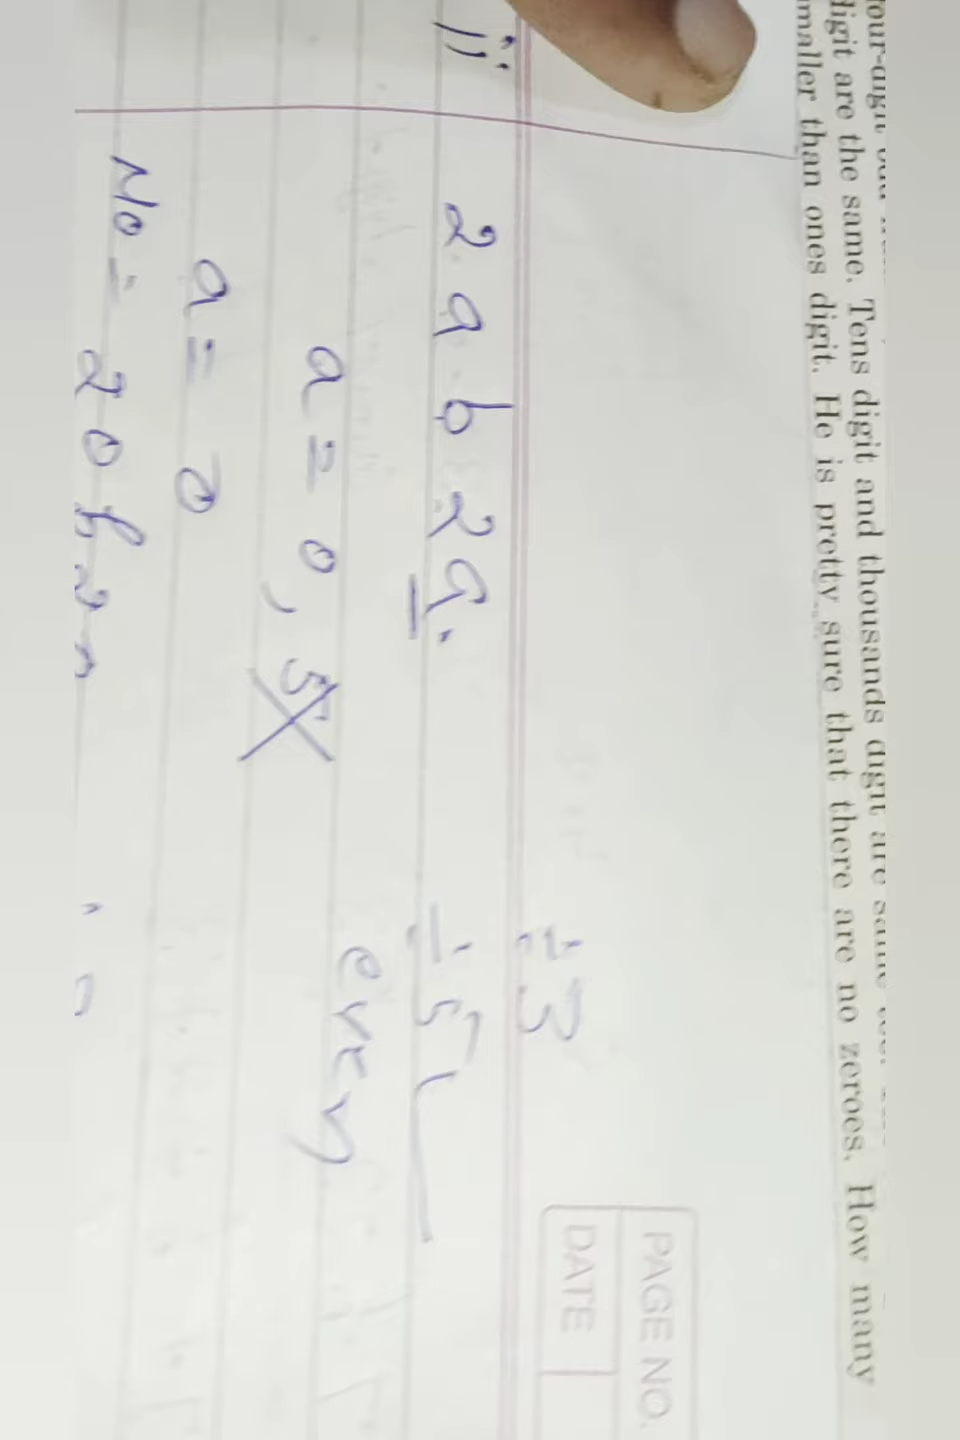 digit are the same. Tens digit and thousands digit are same
smaller than ones digit. He is pretty sure that there are no zeroes. How many
PAGE NO.
DATE
÷ 3
ii
2 a b 2 a.
÷ 5
even
a = 0, 5
a = 0
No = 2 0 b 2